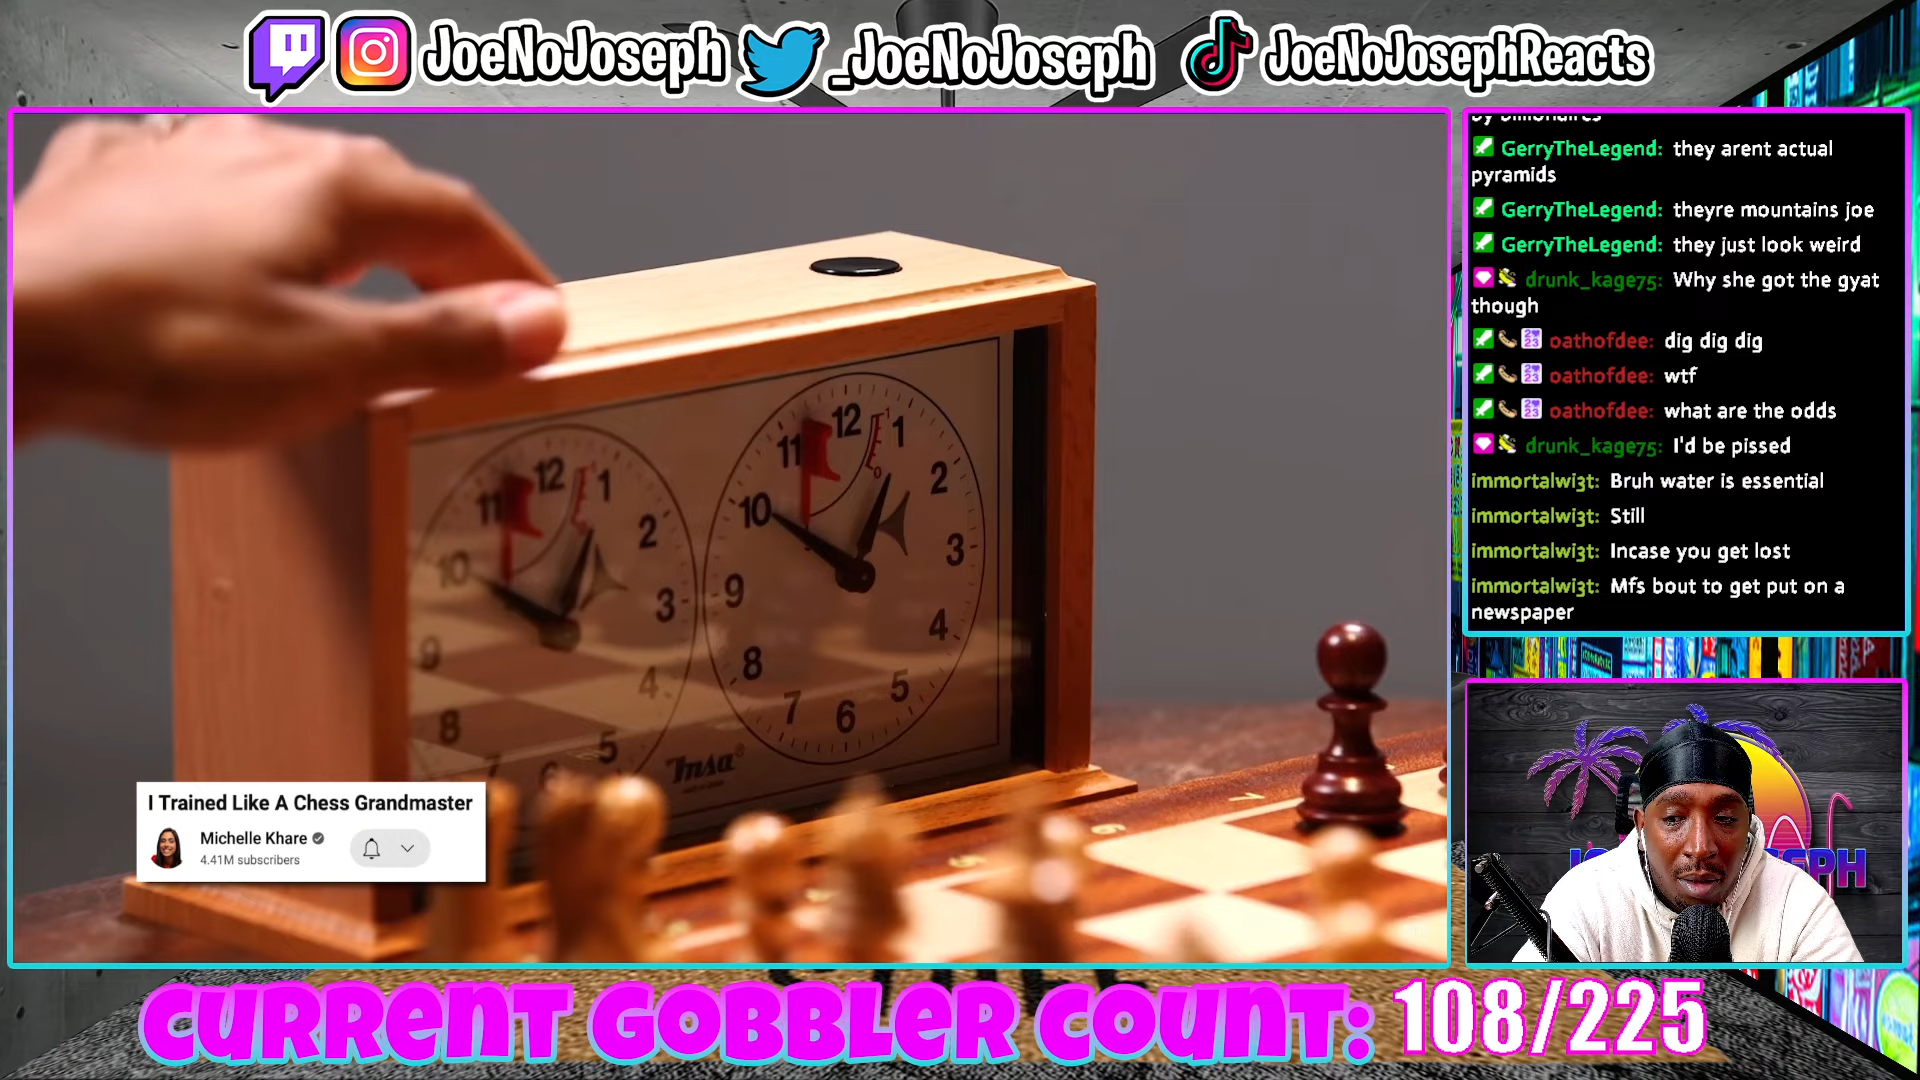 JoeNoJoseph _JoeNoJoseph JoeNoJosephReacts
by billionaires
GerryTheLegend: they arent actual
pyramids
GerryTheLegend: theyre mountains joe
GerryTheLegend: they just look weird
drunk_kage75: Why she got the gyat
though
oathofdee: dig dig dig
oathofdee: wtf
oathofdee: what are the odds
drunk_kage75: I'd be pissed
immortalwi3t: Bruh water is essential
immortalwi3t: Still
immortalwi3t: Incase you get lost
immortalwi3t: Mfs bout to get put on a
newspaper
11 12 1
10 2
9 3
8 4
7 5
11 12 1
10 2
9 3
8 4
7 6 5
Insa
I Trained Like A Chess Grandmaster
Michelle Khare
4.41M subscribers
CURRENT GOBBLER COUNT: 108/225